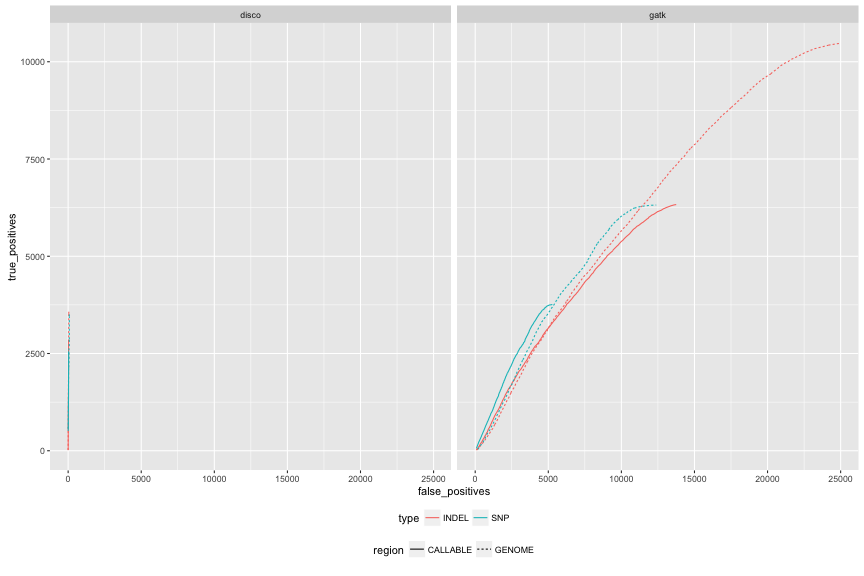 disco gatk
10000
7500
5000
2500
0
true_positives
0 5000 10000 15000 20000 25000 0 5000 10000 15000 20000 25000
false_positives
type INDEL SNP
region CALLABLE GENOME